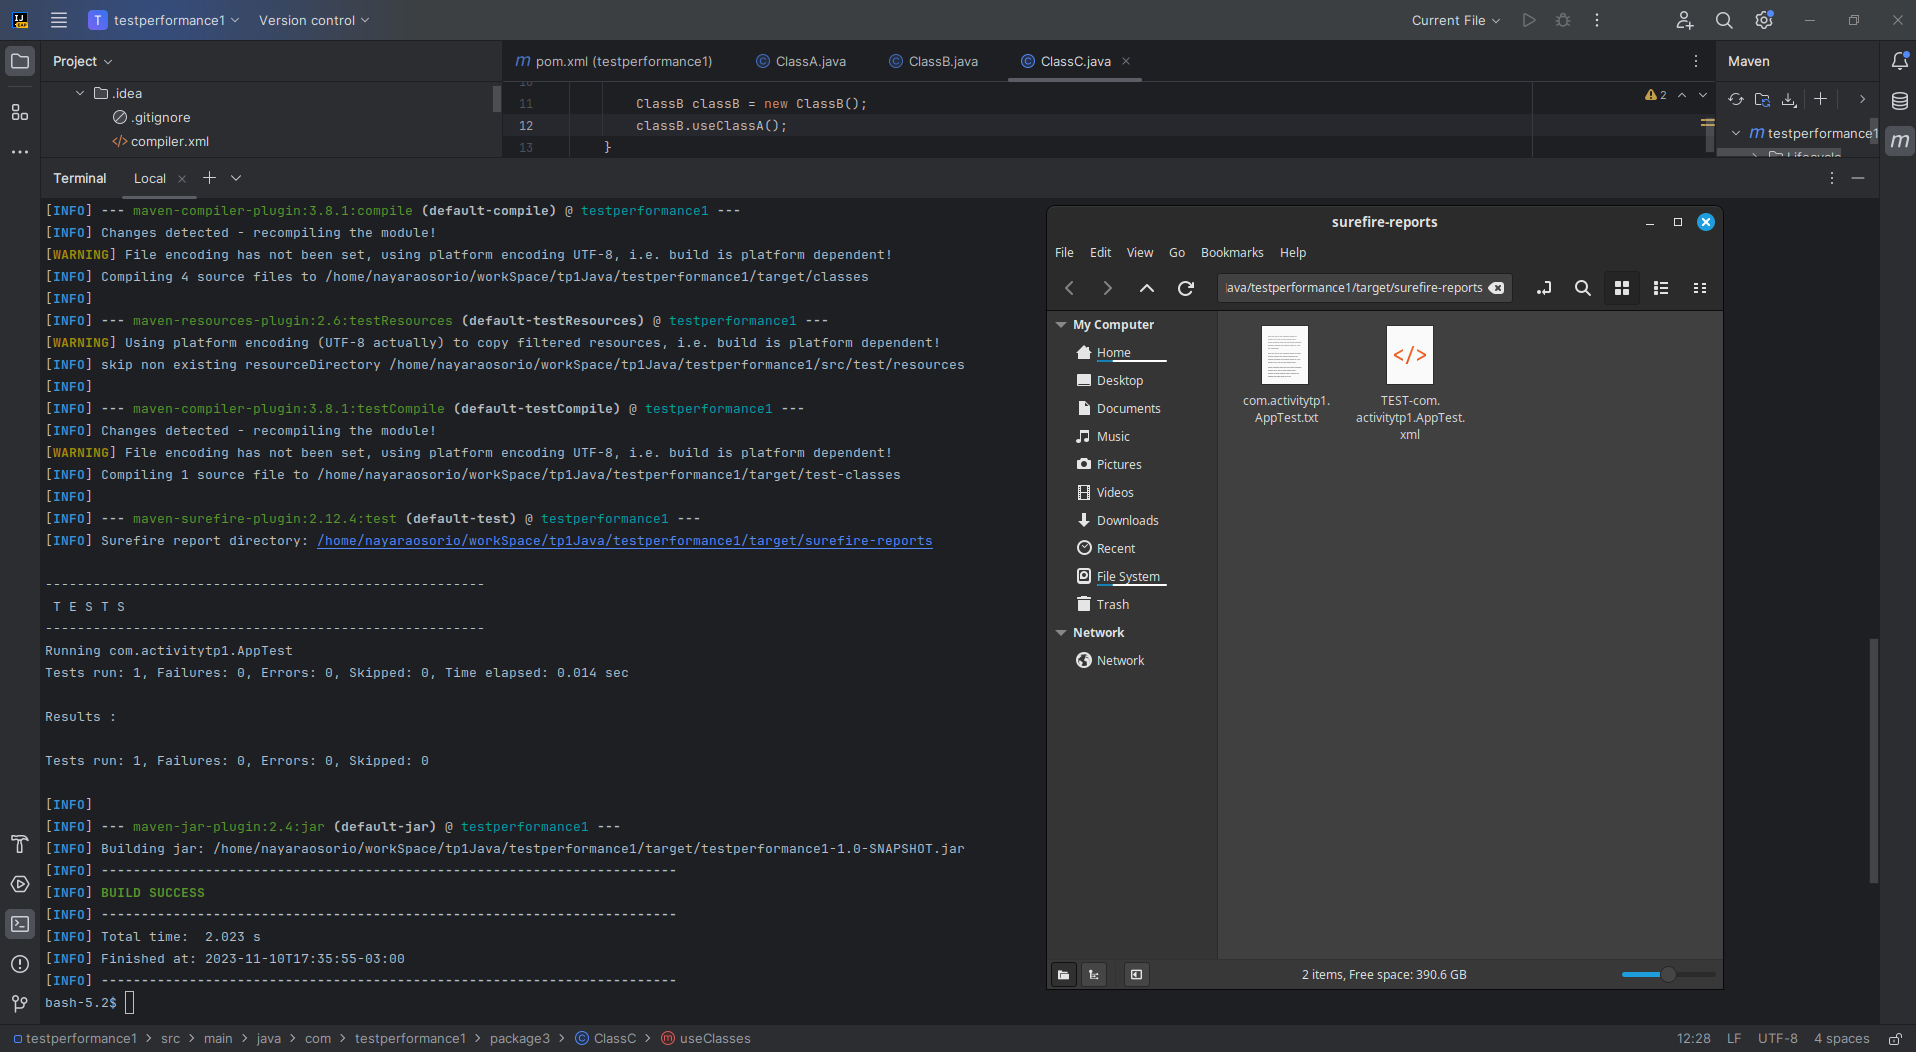 T testperformance1
Version control
Current File
Project
.idea
.gitignore
compiler.xml
m pom.xml (testperformance1)
ClassA.java
ClassB.java
ClassC.java
11 ClassB classB = new ClassB();
12 classB.useClassA();
13 }
2
Maven
m testperformance1
Lifecycle
m
Terminal
Local
[INFO] --- maven-compiler-plugin:3.8.1:compile (default-compile) @ testperformance1 ---
[INFO] Changes detected - recompiling the module!
[WARNING] File encoding has not been set, using platform encoding UTF-8, i.e. build is platform dependent!
[INFO] Compiling 4 source files to /home/nayaraosorio/workSpace/tp1Java/testperformance1/target/classes
[INFO]
[INFO] --- maven-resources-plugin:2.6:testResources (default-testResources) @ testperformance1 ---
[WARNING] Using platform encoding (UTF-8 actually) to copy filtered resources, i.e. build is platform dependent!
[INFO] skip non existing resourceDirectory /home/nayaraosorio/workSpace/tp1Java/testperformance1/src/test/resources
[INFO]
[INFO] --- maven-compiler-plugin:3.8.1:testCompile (default-testCompile) @ testperformance1 ---
[INFO] Changes detected - recompiling the module!
[WARNING] File encoding has not been set, using platform encoding UTF-8, i.e. build is platform dependent!
[INFO] Compiling 1 source file to /home/nayaraosorio/workSpace/tp1Java/testperformance1/target/test-classes
[INFO]
[INFO] --- maven-surefire-plugin:2.12.4:test (default-test) @ testperformance1 ---
[INFO] Surefire report directory: /home/nayaraosorio/workSpace/tp1Java/testperformance1/target/surefire-reports
-------------------------------------------------------
T E S T S
-------------------------------------------------------
Running com.activitytp1.AppTest
Tests run: 1, Failures: 0, Errors: 0, Skipped: 0, Time elapsed: 0.014 sec
Results :
Tests run: 1, Failures: 0, Errors: 0, Skipped: 0
[INFO]
[INFO] --- maven-jar-plugin:2.4:jar (default-jar) @ testperformance1 ---
[INFO] Building jar: /home/nayaraosorio/workSpace/tp1Java/testperformance1/target/testperformance1-1.0-SNAPSHOT.jar
[INFO] ------------------------------------------------------------------------
[INFO] BUILD SUCCESS
[INFO] ------------------------------------------------------------------------
[INFO] Total time:  2.023 s
[INFO] Finished at: 2023-11-10T17:35:55-03:00
[INFO] ------------------------------------------------------------------------
bash-5.2$
surefire-reports
File Edit View Go Bookmarks Help
java/testperformance1/target/surefire-reports
My Computer
Home
Desktop
Documents
Music
Pictures
Videos
Downloads
Recent
File System
Trash
Network
Network
com.activitytp1.
AppTest.txt
TEST-com.
activitytp1.AppTest.
xml
2 items, Free space: 390.6 GB
testperformance1 > src > main > java > com > testperformance1 > package3 > ClassC > useClasses
12:28 LF UTF-8 4 spaces